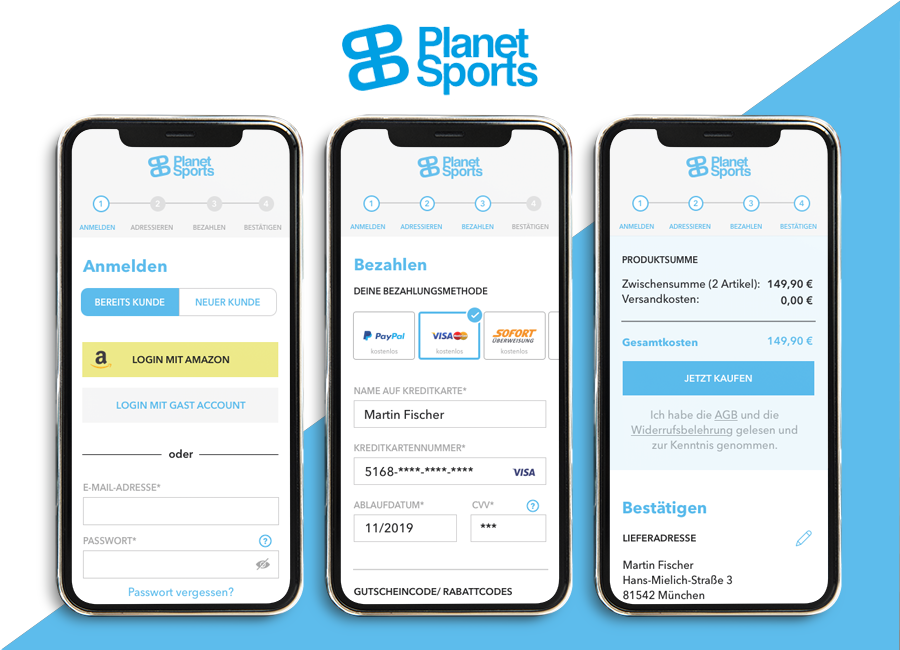 Planet
Sports
Planet
Sports
1 2 3 4
ANMELDEN ADRESSIEREN BEZAHLEN BESTÄTIGEN
Anmelden
BEREITS KUNDE NEUER KUNDE
a LOGIN MIT AMAZON
LOGIN MIT GAST ACCOUNT
oder
E-MAIL-ADRESSE*
PASSWORT* ?
Passwort vergessen?
Planet
Sports
1 2 3 4
ANMELDEN ADRESSIEREN BEZAHLEN BESTÄTIGEN
Bezahlen
DEINE BEZAHLUNGSMETHODE
PayPal VISA MasterCard SOFORT
ÜBERWEISUNG
kostenlos kostenlos kostenlos
NAME AUF KREDITKARTE*
Martin Fischer
KREDITKARTENNUMMER*
5168-****-****-**** VISA
ABLAUFDATUM* CVV* ?
11/2019 ***
GUTSCHEINCODE/ RABATTCODES
Planet
Sports
1 2 3 4
ANMELDEN ADRESSIEREN BEZAHLEN BESTÄTIGEN
PRODUKTSUMME
Zwischensumme (2 Artikel): 149,90 €
Versandkosten: 0,00 €
Gesamtkosten 149,90 €
JETZT KAUFEN
Ich habe die AGB und die
Widerrufsbelehrung gelesen und
zur Kenntnis genommen.
Bestätigen
LIEFERADRESSE
Martin Fischer
Hans-Mielich-Straße 3
81542 München